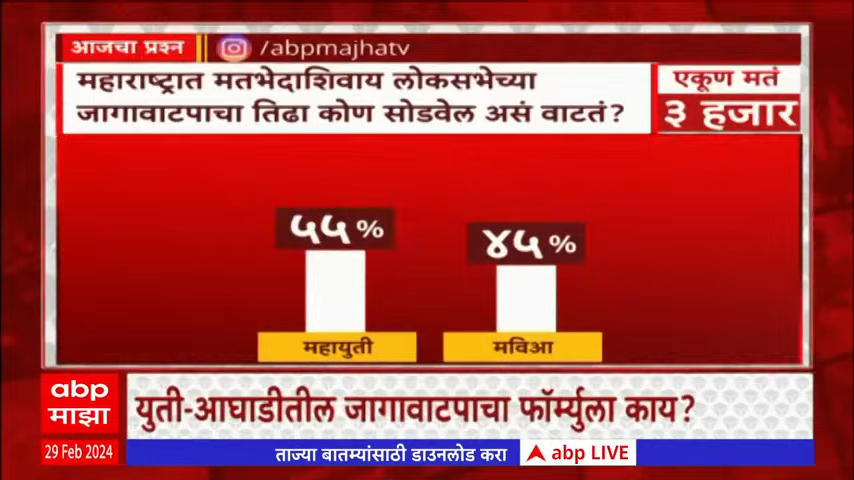 आजचा प्रश्न
/abpmajhatv
महाराष्ट्रात मतभेदाशिवाय लोकसभेच्या
जागावाटपाचा तिढा कोण सोडवेल असं वाटतं?
एकूण मतं
३ हजार
५५%
४५%
महायुती
मविआ
abp
माझा
युती-आघाडीतील जागावाटपाचा फॉर्म्युला काय?
29 Feb 2024
ताज्या बातम्यांसाठी डाउनलोड करा
abp LIVE